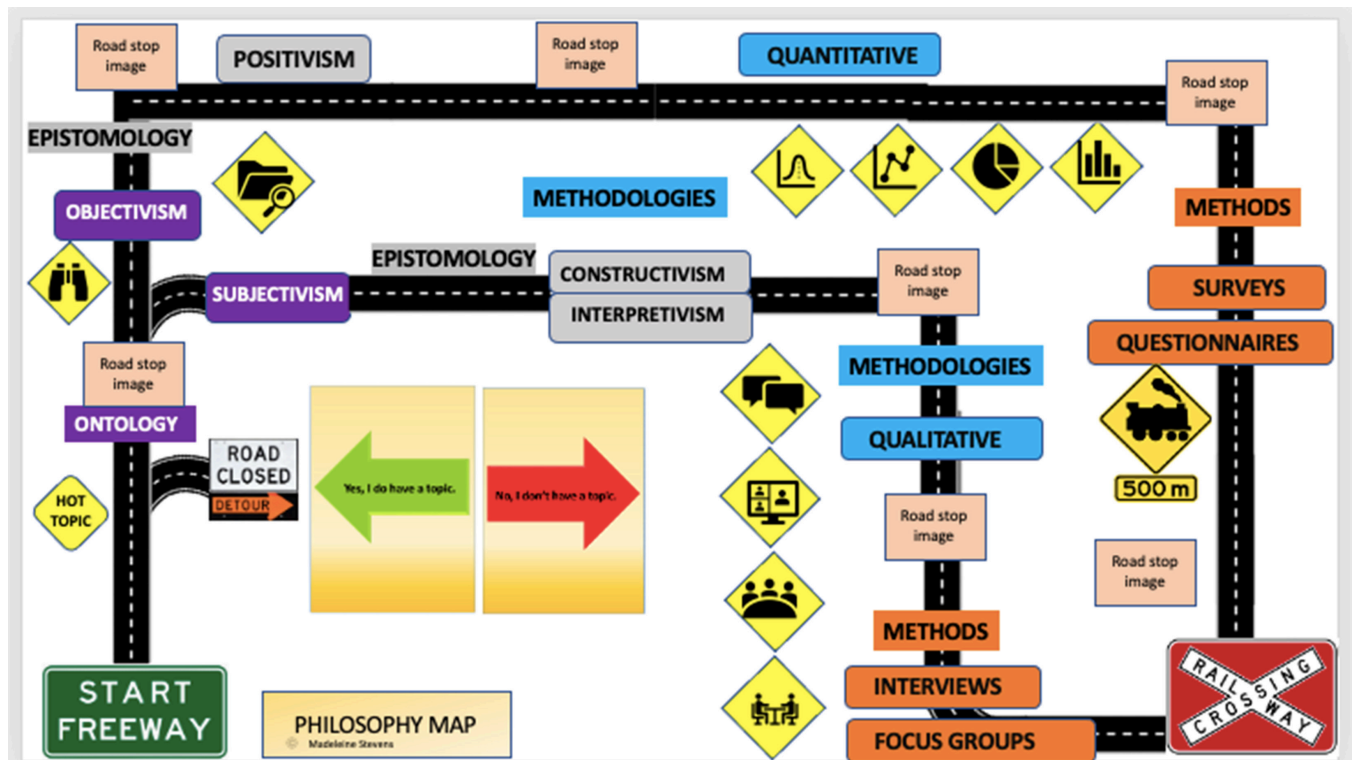 Road stop
image
POSITIVISM
Road stop
image
QUANTITATIVE
Road stop
image
EPISTOMOLOGY
OBJECTIVISM
METHODOLOGIES
METHODS
EPISTOMOLOGY
SUBJECTIVISM
CONSTRUCTIVISM
INTERPRETIVISM
Road stop
image
SURVEYS
QUESTIONNAIRES
Road stop
image
ONTOLOGY
METHODOLOGIES
QUALITATIVE
ROAD
CLOSED
DETOUR
HOT
TOPIC
Yes, I do have a topic.
No, I don't have a topic.
500 m
Road stop
image
Road stop
image
METHODS
INTERVIEWS
FOCUS GROUPS
START
FREEWAY
PHILOSOPHY MAP
© Madeleine Stevens
RAILWAY
CROSSING